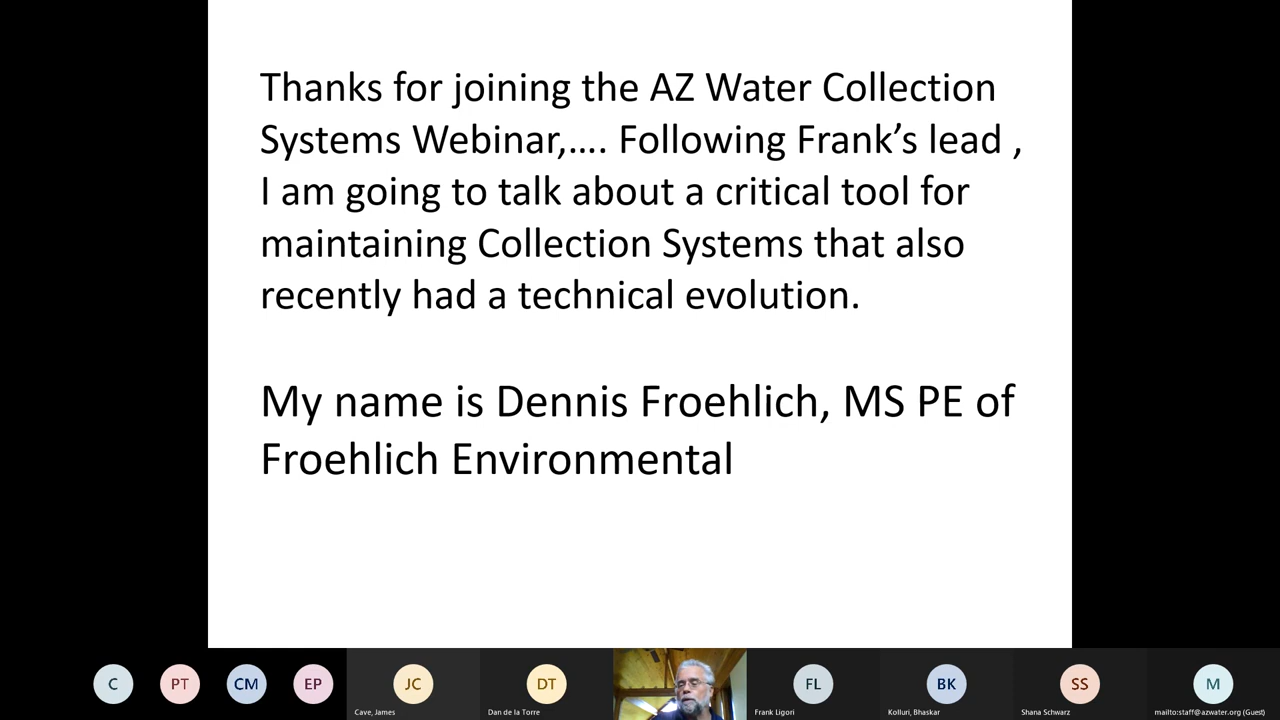 Thanks for joining the AZ Water Collection
Systems Webinar,.... Following Frank’s lead ,
I am going to talk about a critical tool for
maintaining Collection Systems that also
recently had a technical evolution.
My name is Dennis Froehlich, MS PE of
Froehlich Environmental
C
PT
CM
EP
JC
DT
FL
BK
SS
M
Cave, James
Dan de la Torre
Frank Ligori
Kolluri, Bhaskar
Shana Schwarz
mailto:staff@azwater.org (Guest)